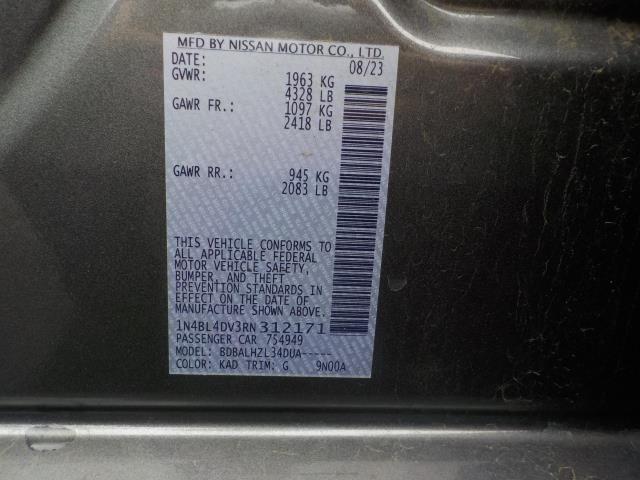 MFD BY NISSAN MOTOR CO., LTD.
DATE: 08/23
GVWR: 1963 KG
4328 LB
GAWR FR.: 1097 KG
2418 LB
GAWR RR.: 945 KG
2083 LB
THIS VEHICLE CONFORMS TO
ALL APPLICABLE FEDERAL
MOTOR VEHICLE SAFETY,
BUMPER, AND THEFT
PREVENTION STANDARDS IN
EFFECT ON THE DATE OF
MANUFACTURE SHOWN ABOVE.
1N4BL4DV3RN312171
PASSENGER CAR 754949
MODEL: BDBALHZL34DUA-----
COLOR: KAD TRIM: G 9N00A